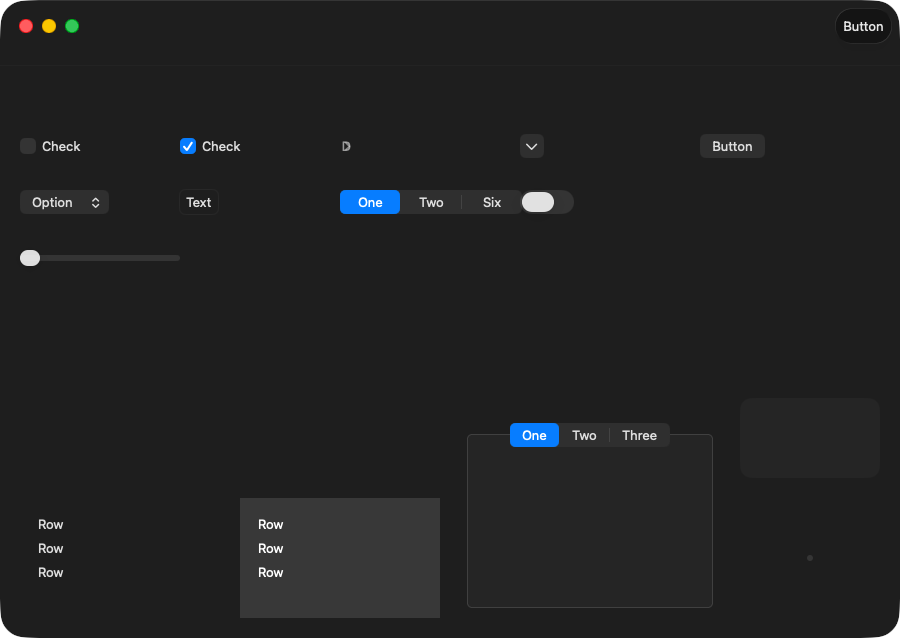 Button
Check
Check
D
Button
Option
Text
One
Two
Six
One
Two
Three
Row
Row
Row
Row
Row
Row